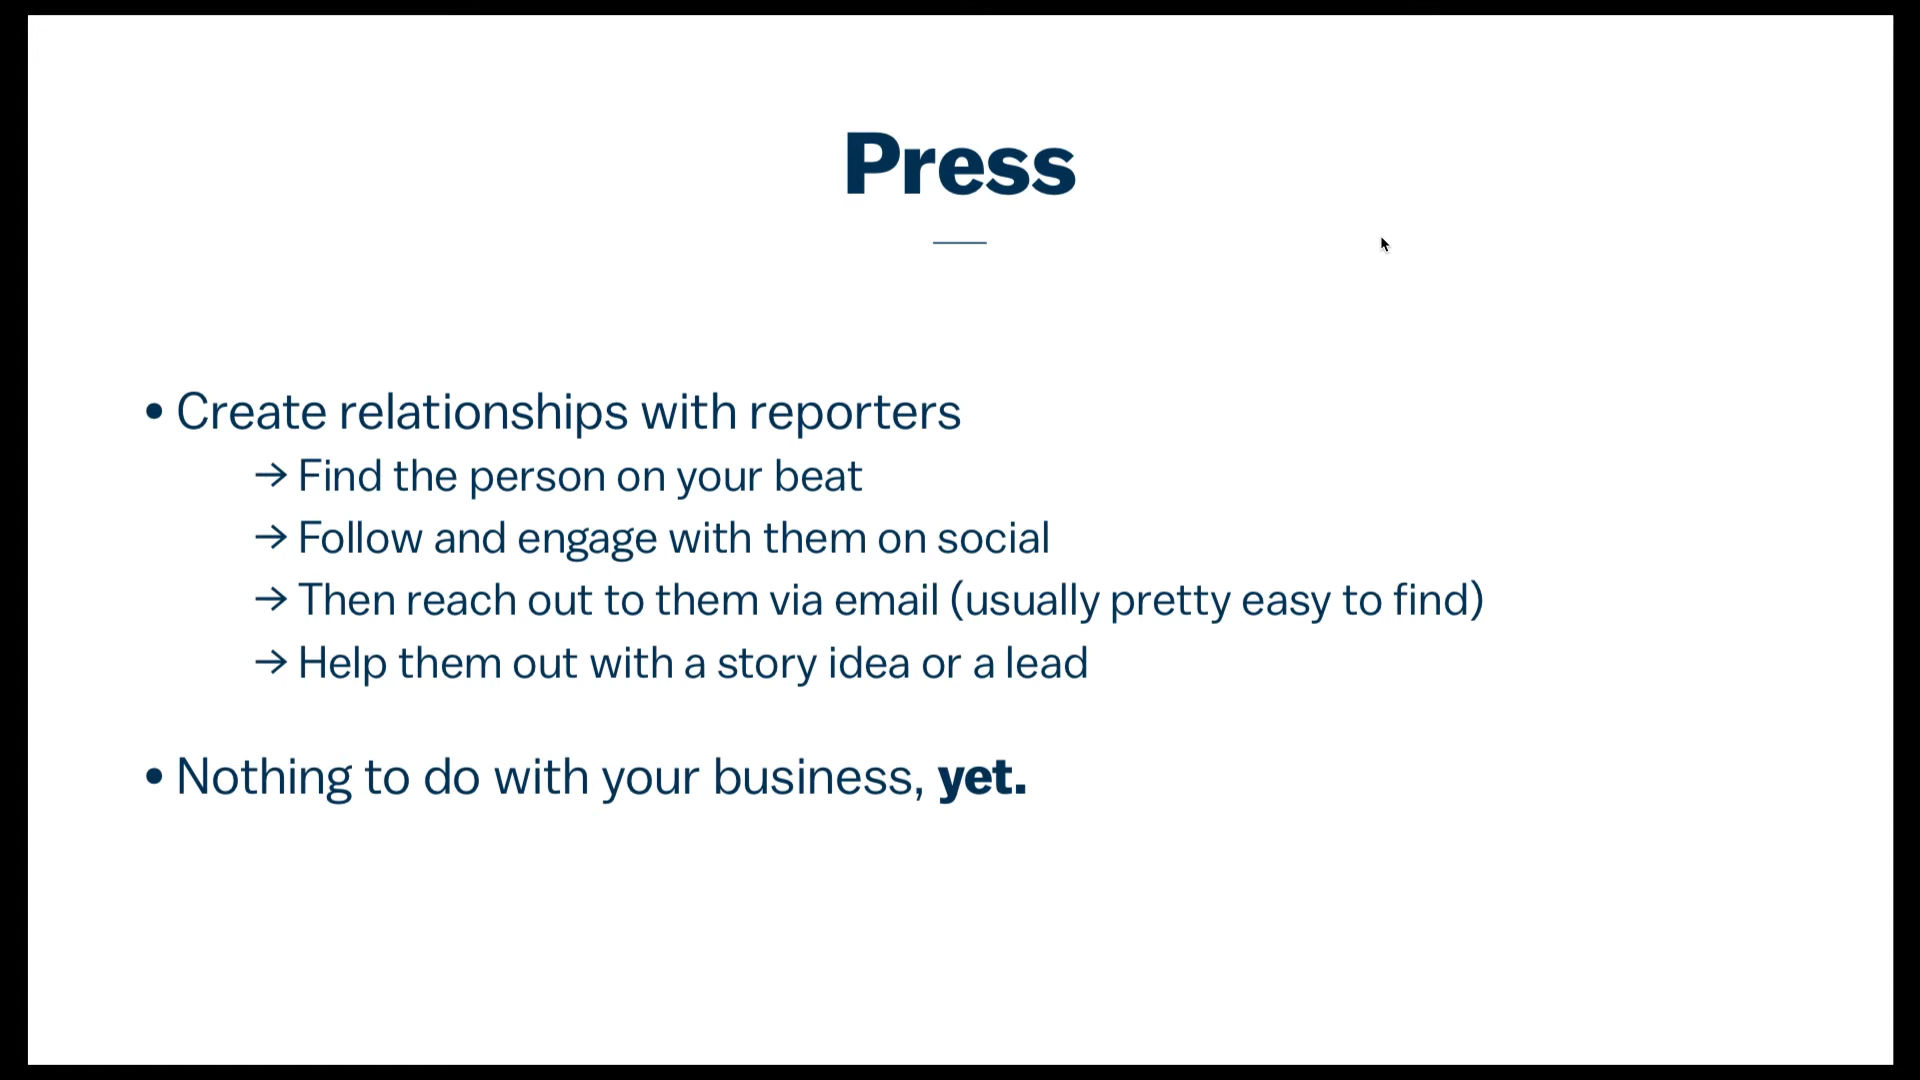 Press
• Create relationships with reporters
→ Find the person on your beat
→ Follow and engage with them on social
→ Then reach out to them via email (usually pretty easy to find)
→ Help them out with a story idea or a lead
• Nothing to do with your business, yet.